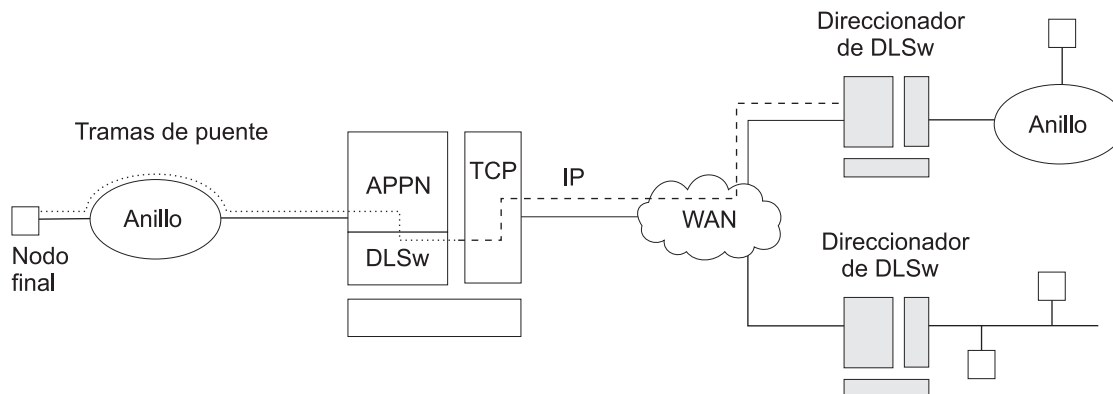 Direccionador
de DLSw
Tramas de puente
TCP
IP
APPN
Anillo
Anillo
WAN
DLSw
Nodo
final
Direccionador
de DLSw